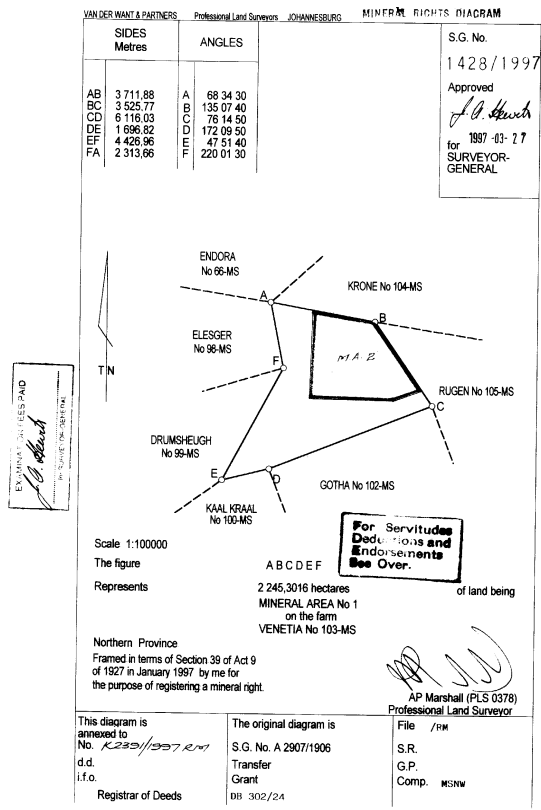 VAN DER WANT & PARTNERS Professional Land Surveyors JOHANNESBURG MINERAL RIGHTS DIAGRAM
SIDES
Metres
ANGLES
AB 3 711,88 A 68 34 30
BC 3 525,77 B 135 07 40
CD 6 116,03 C 76 14 50
DE 1 696,82 D 172 09 50
EF 4 426,96 E 47 51 40
FA 2 313,66 F 220 01 30
S.G. No.
1428/1997
Approved
J. A. Hewitt
1997 -03- 27
for
SURVEYOR-
GENERAL
ENDORA
No 66-MS
KRONE No 104-MS
A
B
ELESGER
No 98-MS
M.A. 2
F
T N
RUGEN No 105-MS
C
DRUMSHEUGH
No 99-MS
E
D
GOTHA No 102-MS
KAAL KRAAL
No 100-MS
EXAMINATION FEES PAID
J. A. Hewitt
for SURVEYOR-GENERAL
For Servitudes
Deductions and
Endorsements
See Over.
Scale 1:100000
The figure A B C D E F
Represents 2 245,3016 hectares of land being
MINERAL AREA No 1
on the farm
VENETIA No 103-MS
Northern Province
Framed in terms of Section 39 of Act 9
of 1927 in January 1997 by me for
the purpose of registering a mineral right.
AP Marshall (PLS 0378)
Professional Land Surveyor
This diagram is
annexed to
No. K2391/1997 RM
d.d.
i.f.o.
Registrar of Deeds
The original diagram is
S.G. No. A 2907/1906
Transfer
Grant
DB 302/24
File /RM
S.R.
G.P.
Comp. MSNW